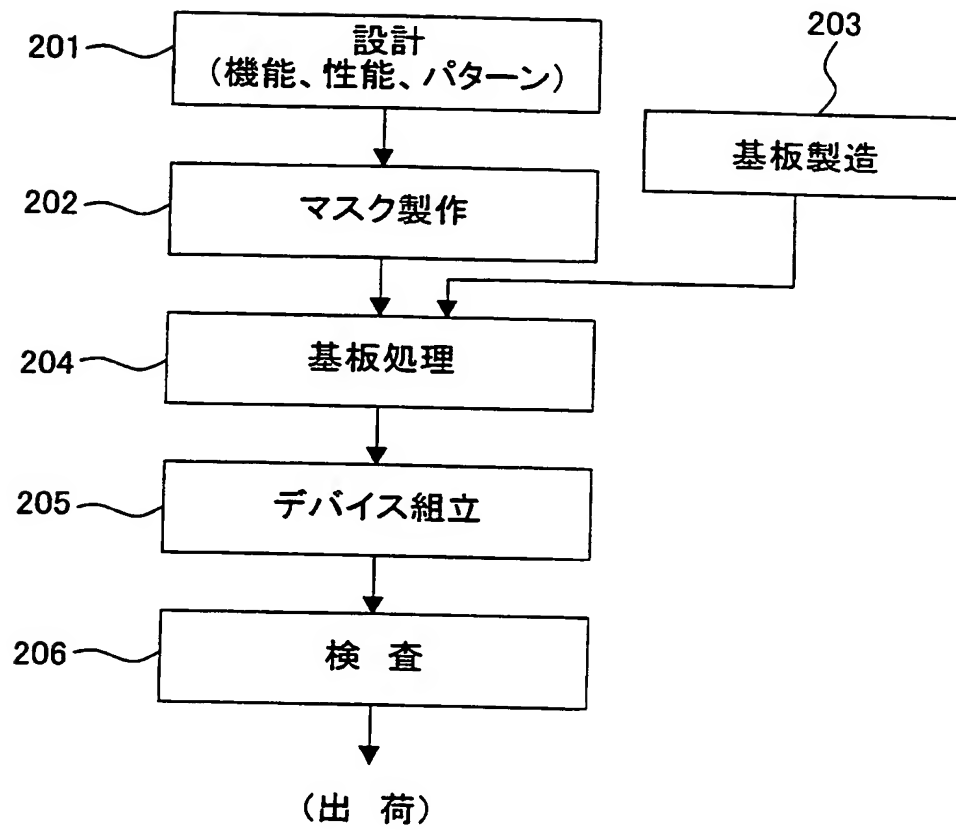 201
設計
(機能、性能、パターン)
203
基板製造
202
マスク製作
204
基板処理
205
デバイス組立
206
検 査
(出 荷)